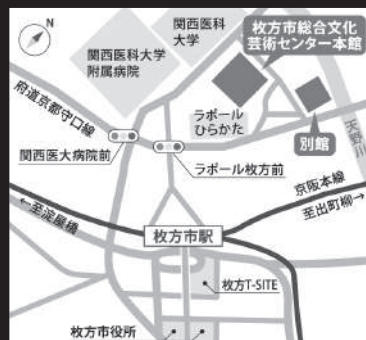 N
関西医科
大学
関西医科大学
附属病院
枚方市総合文化
芸術センター本館
別館
ラポール
ひらかた
府道京都守口線
天野川
関西医大病院前
ラポール枚方前
京阪本線
至出町柳→
←至淀屋橋
枚方市駅
枚方T-SITE
枚方市役所